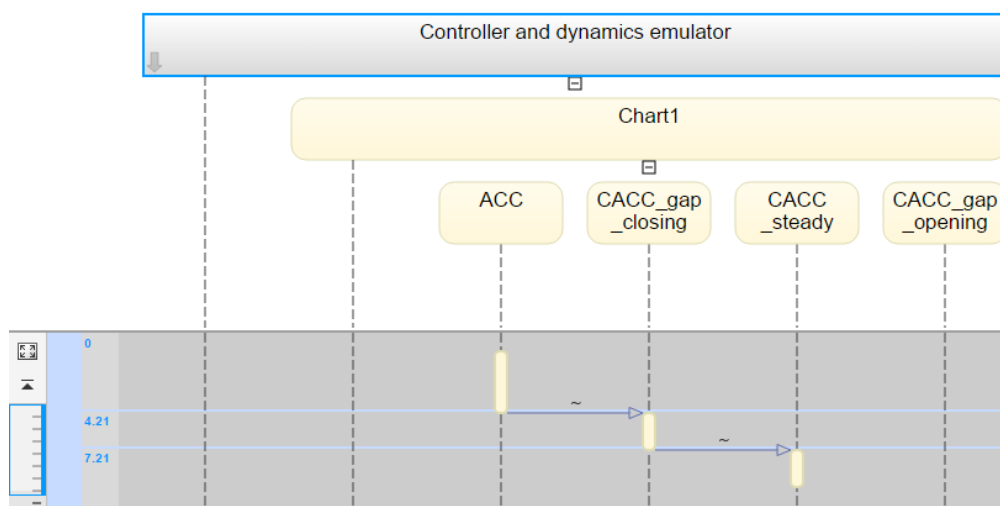 Controller and dynamics emulator
Chart1
ACC
CACC_gap
_closing
CACC
_steady
CACC_gap
_opening
0
~
4.21
~
7.21